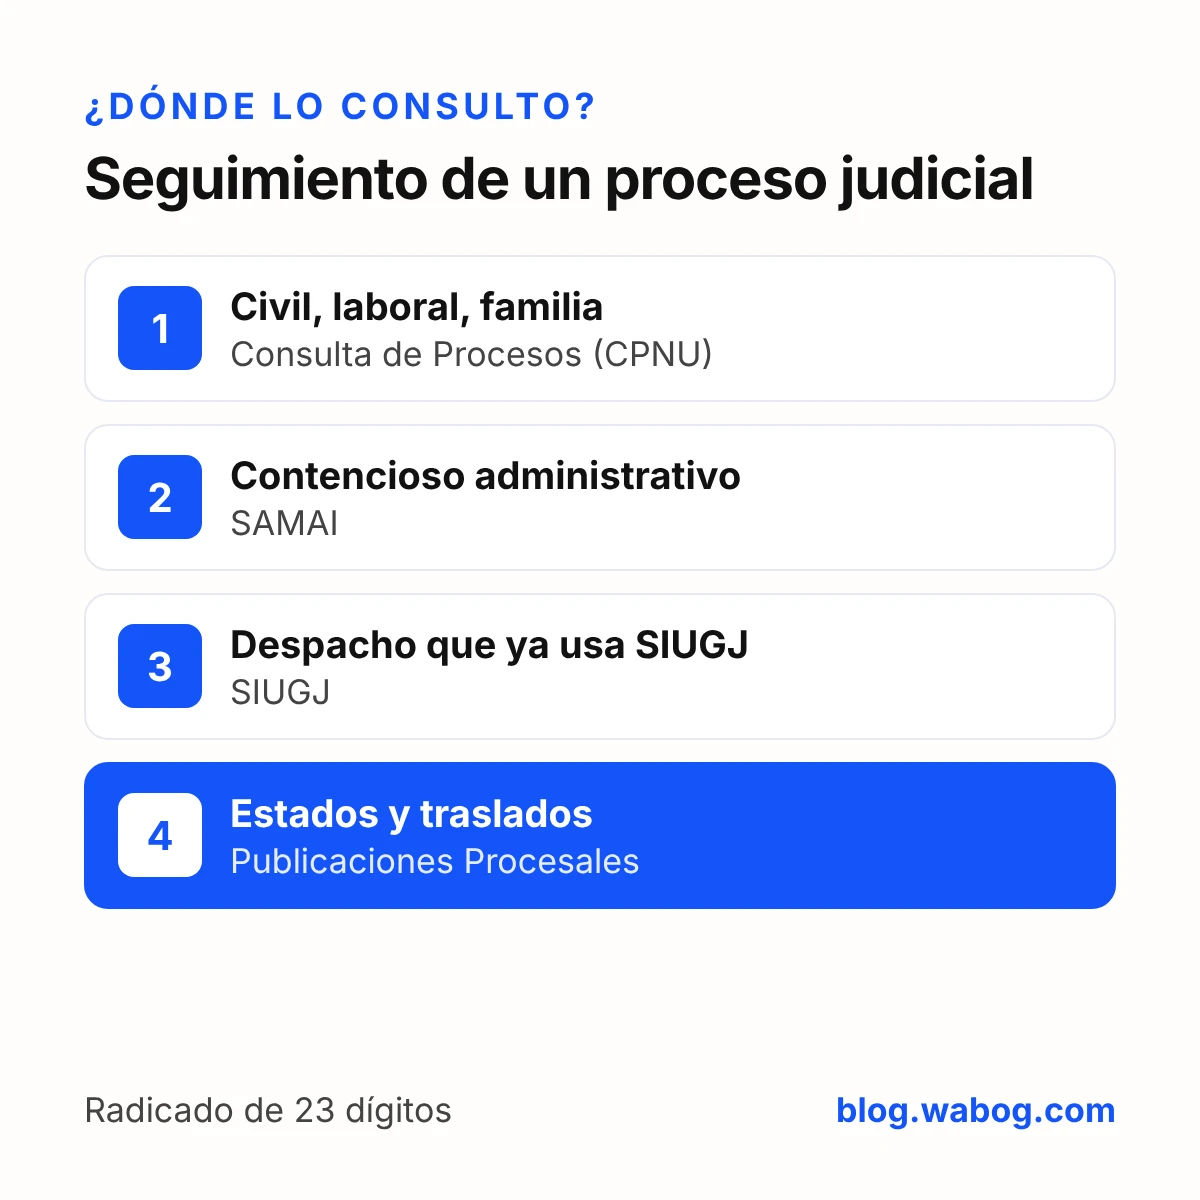 ¿DÓNDE LO CONSULTO?
Seguimiento de un proceso judicial
1
Civil, laboral, familia
Consulta de Procesos (CPNU)
2
Contencioso administrativo
SAMAI
3
Despacho que ya usa SIUGJ
SIUGJ
4
Estados y traslados
Publicaciones Procesales
Radicado de 23 dígitos
blog.wabog.com